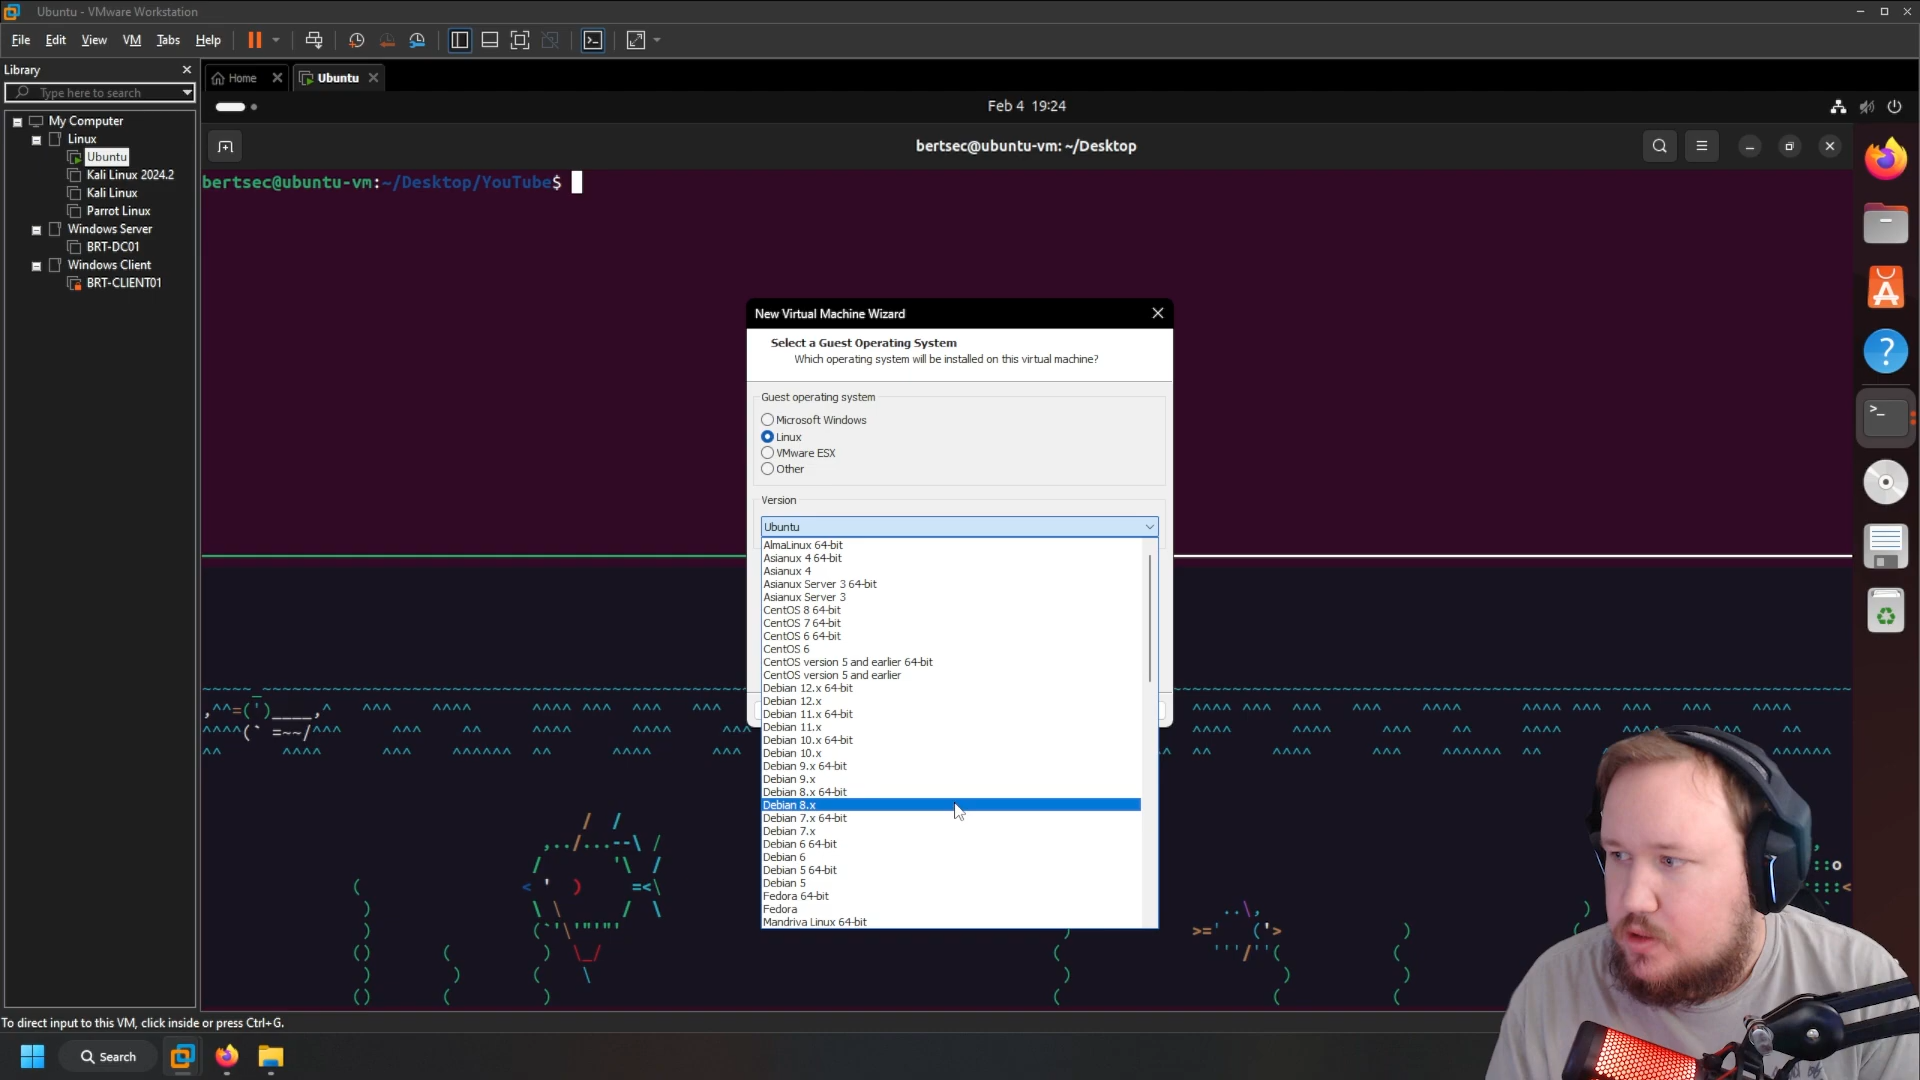 Ubuntu - VMware Workstation
File Edit View VM Tabs Help
Library
Type here to search
My Computer
Linux
Ubuntu
Kali Linux 2024.2
Kali Linux
Parrot Linux
Windows Server
BRT-DC01
Windows Client
BRT-CLIENT01
Home
Ubuntu
Feb 4 19:24
bertsec@ubuntu-vm: ~/Desktop
bertsec@ubuntu-vm:~/Desktop/YouTube$
New Virtual Machine Wizard
Select a Guest Operating System
Which operating system will be installed on this virtual machine?
Guest operating system
Microsoft Windows
Linux
VMware ESX
Other
Version
Ubuntu
AlmaLinux 64-bit
Asianux 4 64-bit
Asianux 4
Asianux Server 3 64-bit
Asianux Server 3
CentOS 8 64-bit
CentOS 7 64-bit
CentOS 6 64-bit
CentOS 6
CentOS version 5 and earlier 64-bit
CentOS version 5 and earlier
Debian 12.x 64-bit
Debian 12.x
Debian 11.x 64-bit
Debian 11.x
Debian 10.x 64-bit
Debian 10.x
Debian 9.x 64-bit
Debian 9.x
Debian 8.x 64-bit
Debian 8.x
Debian 7.x 64-bit
Debian 7.x
Debian 6 64-bit
Debian 6
Debian 5 64-bit
Debian 5
Fedora 64-bit
Fedora
Mandriva Linux 64-bit
To direct input to this VM, click inside or press Ctrl+G.
Search